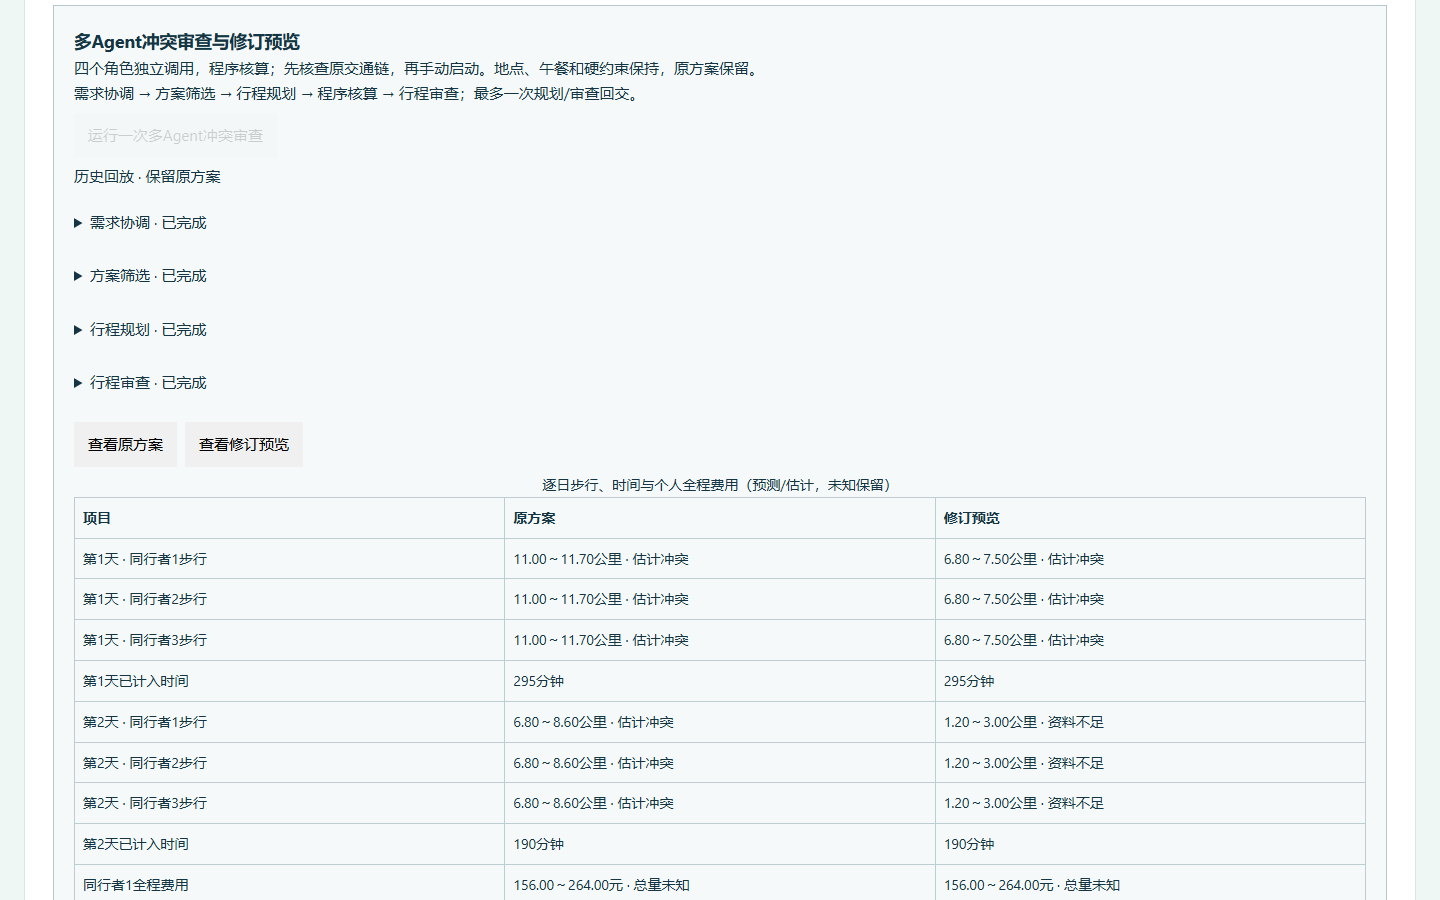 多Agent冲突审查与修订预览
四个角色独立调用，程序核算；先核查原交通链，再手动启动。地点、午餐和硬约束保持，原方案保留。
需求协调 → 方案筛选 → 行程规划 → 程序核算 → 行程审查；最多一次规划/审查回交。
运行一次多Agent冲突审查
历史回放 · 保留原方案
▶ 需求协调 · 已完成
▶ 方案筛选 · 已完成
▶ 行程规划 · 已完成
▶ 行程审查 · 已完成
查看原方案 查看修订预览
逐日步行、时间与个人全程费用（预测/估计，未知保留）
项目 原方案 修订预览
第1天 · 同行者1步行 11.00～11.70公里 · 估计冲突 6.80～7.50公里 · 估计冲突
第1天 · 同行者2步行 11.00～11.70公里 · 估计冲突 6.80～7.50公里 · 估计冲突
第1天 · 同行者3步行 11.00～11.70公里 · 估计冲突 6.80～7.50公里 · 估计冲突
第1天已计入时间 295分钟 295分钟
第2天 · 同行者1步行 6.80～8.60公里 · 估计冲突 1.20～3.00公里 · 资料不足
第2天 · 同行者2步行 6.80～8.60公里 · 估计冲突 1.20～3.00公里 · 资料不足
第2天 · 同行者3步行 6.80～8.60公里 · 估计冲突 1.20～3.00公里 · 资料不足
第2天已计入时间 190分钟 190分钟
同行者1全程费用 156.00～264.00元 · 总量未知 156.00～264.00元 · 总量未知